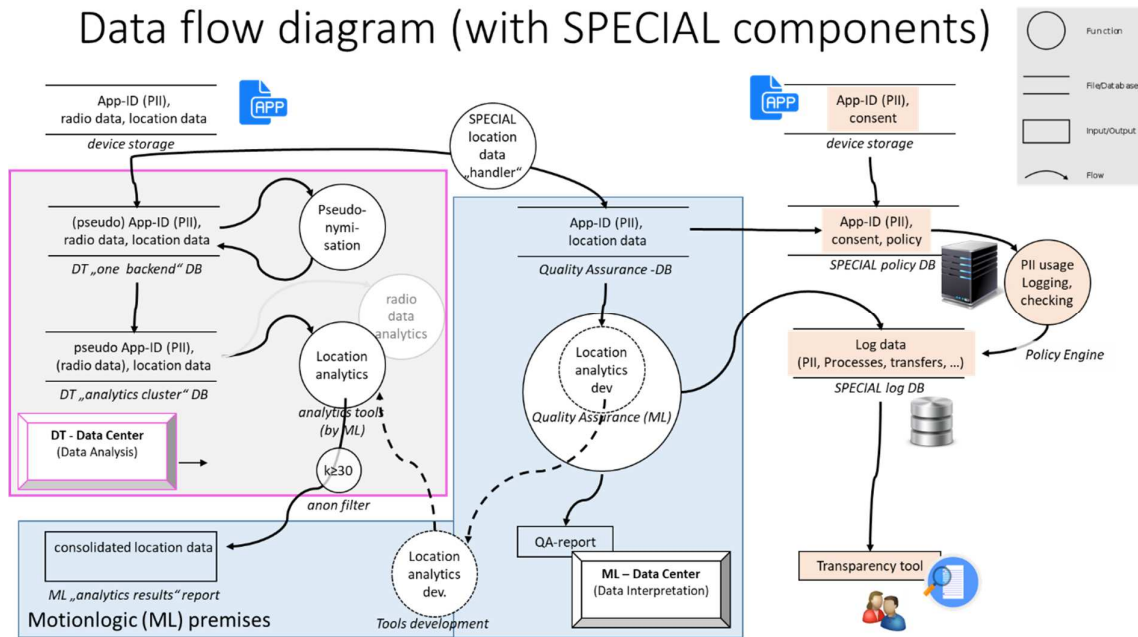 Data flow diagram (with SPECIAL components)
Function
File/Database
Input/Output
Flow
App-ID (PII),
radio data, location data
device storage
APP
SPECIAL
location
data
„handler“
APP
App-ID (PII),
consent
device storage
(pseudo) App-ID (PII),
radio data, location data
DT „one backend“ DB
Pseudo-
nymi-
sation
App-ID (PII),
location data
Quality Assurance -DB
App-ID (PII),
consent, policy
SPECIAL policy DB
PII usage
Logging,
checking
Policy Engine
radio
data
analytics
pseudo App-ID (PII),
(radio data), location data
DT „analytics cluster“ DB
Location
analytics
analytics tools
(by ML)
Location
analytics
dev
Quality Assurance (ML)
Log data
(PII, Processes, transfers, ...)
SPECIAL log DB
DT - Data Center
(Data Analysis)
k≥30
anon filter
consolidated location data
ML „analytics results“ report
Motionlogic (ML) premises
Location
analytics
dev.
Tools development
QA-report
ML – Data Center
(Data Interpretation)
Transparency tool